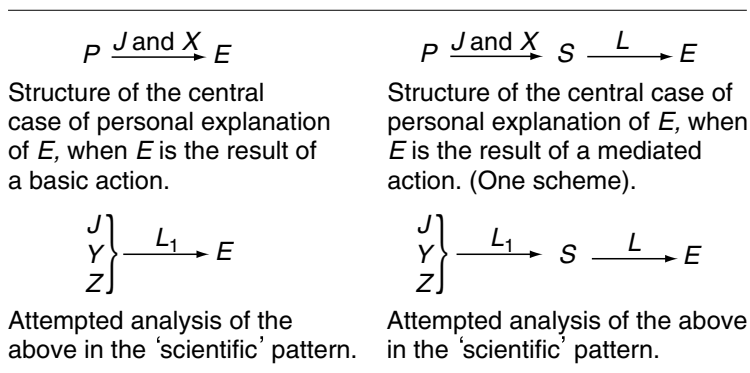 P J and X E
Structure of the central
case of personal explanation
of E, when E is the result of
a basic action.
P J and X S L E
Structure of the central case of
personal explanation of E, when
E is the result of a mediated
action. (One scheme).
J
Y
Z
L₁ E
Attempted analysis of the
above in the ‘scientific’ pattern.
J
Y
Z
L₁ S L E
Attempted analysis of the above
in the ‘scientific’ pattern.